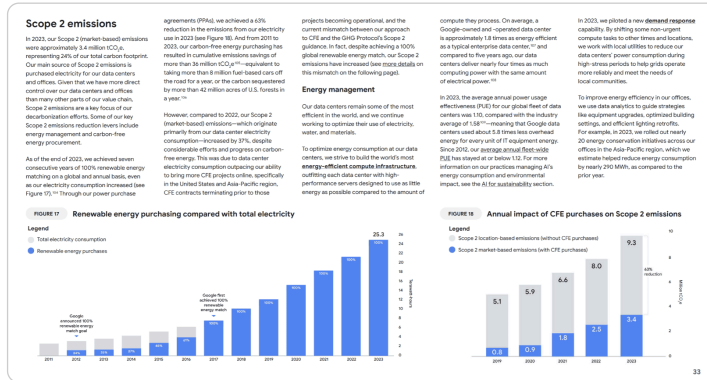 Scope 2 emissions
In 2023, our Scope 2 (market-based) emissions
were approximately 3.4 million tCO₂e,
representing 24% of our total carbon footprint.
Our main source of Scope 2 emissions is
purchased electricity for our data centers
and offices. Given that we have more direct
control over our data centers and offices
than many other parts of our value chain,
Scope 2 emissions are a key focus of our
decarbonization efforts. Some of our key
Scope 2 emissions reduction levers include
energy management and carbon-free
energy procurement.
As of the end of 2023, we achieved seven
consecutive years of 100% renewable energy
matching on a global and annual basis, even
as our electricity consumption increased (see
Figure 17). Through our power purchase
agreements (PPAs), we achieved a 63%
reduction in the emissions from our electricity
use in 2023 (see Figure 18). And from 2011 to
2023, our carbon-free energy purchasing has
resulted in cumulative emissions savings of
more than 36 million tCO₂e —equivalent to
taking more than 8 million fuel-based cars off
the road for a year, or the carbon sequestered
by more than 42 million acres of U.S. forests in
a year.
However, compared to 2022, our Scope 2
(market-based) emissions—which originate
primarily from our data center electricity
consumption—increased by 37%, despite
considerable efforts and progress on carbon-
free energy. This was due to data center
electricity consumption outpacing our ability
to bring more CFE projects online, specifically
in the United States and Asia-Pacific region,
CFE contracts terminating prior to those
projects becoming operational, and the
current mismatch between our approach
to CFE and the GHG Protocol's Scope 2
guidance. In fact, despite achieving a 100%
global renewable energy match, our Scope 2
emissions have increased (see more details on
this mismatch on the following page).
Energy management
Our data centers remain some of the most
efficient in the world, and we continue
working to optimize their use of electricity,
water, and materials.
To optimize energy consumption at our data
centers, we strive to build the world's most
energy-efficient compute infrastructure,
outfitting each data center with high-
performance servers designed to use as little
energy as possible compared to the amount of
compute they process. On average, a
Google-owned and -operated data center
is approximately 1.8 times as energy efficient
as a typical enterprise data center, and
compared to five years ago, our data
centers deliver nearly four times as much
computing power with the same amount
of electrical power.
In 2023, the average annual power usage
effectiveness (PUE) for our global fleet of data
centers was 1.10, compared with the industry
average of 1.58 —meaning that Google data
centers used about 5.8 times less overhead
energy for every unit of IT equipment energy.
Since 2012, our average annual fleet-wide
PUE has stayed at or below 1.12. For more
information on our practices managing AI's
energy consumption and environmental
impact, see the AI for sustainability section.
In 2023, we piloted a new demand response
capability. By shifting some non-urgent
compute tasks to other times and locations,
we work with local utilities to reduce our
data centers' power demand during
high-stress periods to help grids operate
more reliably and meet the needs of
local communities.
To improve energy efficiency in our offices,
we use data analytics to guide strategies
like equipment upgrades, optimized building
settings, and efficient lighting retrofits.
For example, in 2023, we rolled out nearly
20 energy conservation initiatives across our
offices in the Asia-Pacific region, which we
estimate helped reduce energy consumption
by nearly 290 MWh, as compared to the
prior year.
FIGURE 17 Renewable energy purchasing compared with total electricity
Legend
Total electricity consumption
Renewable energy purchases
Google
announced 100%
renewable energy
match goal
Google first
achieved 100%
renewable
energy match
25.3
100% 100% 100% 100% 100% 100% 100%
26
24
22
20
18
16
14
12
10
8
6
4
2
0
Terawatt-hours
2011 2012 2013 2014 2015 2016 2017 2018 2019 2020 2021 2022 2023
FIGURE 18 Annual impact of CFE purchases on Scope 2 emissions
Legend
Scope 2 location-based emissions (without CFE purchases)
Scope 2 market-based emissions (with CFE purchases)
5.1 5.9 6.6 8.0 9.3
63%
reduction
0.8 0.9 1.8 2.5 3.4
10
8
6
4
2
0
Million tCO₂e
2019 2020 2021 2022 2023
33